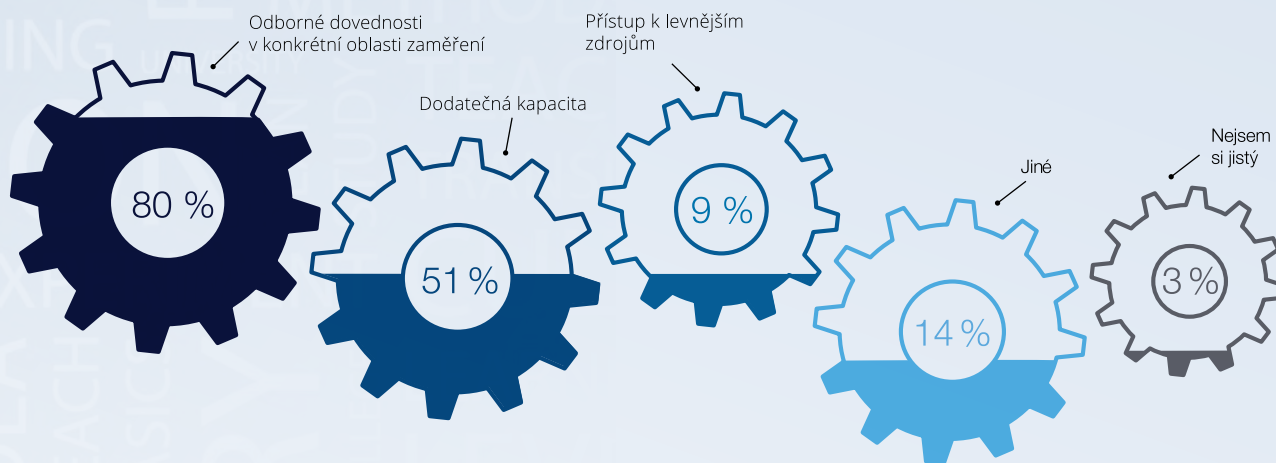 Odborné dovednosti
v konkrétní oblasti zaměření
80 %
Dodatečná kapacita
51 %
Přístup k levnějším
zdrojům
9 %
Jiné
14 %
Nejsem
si jistý
3 %